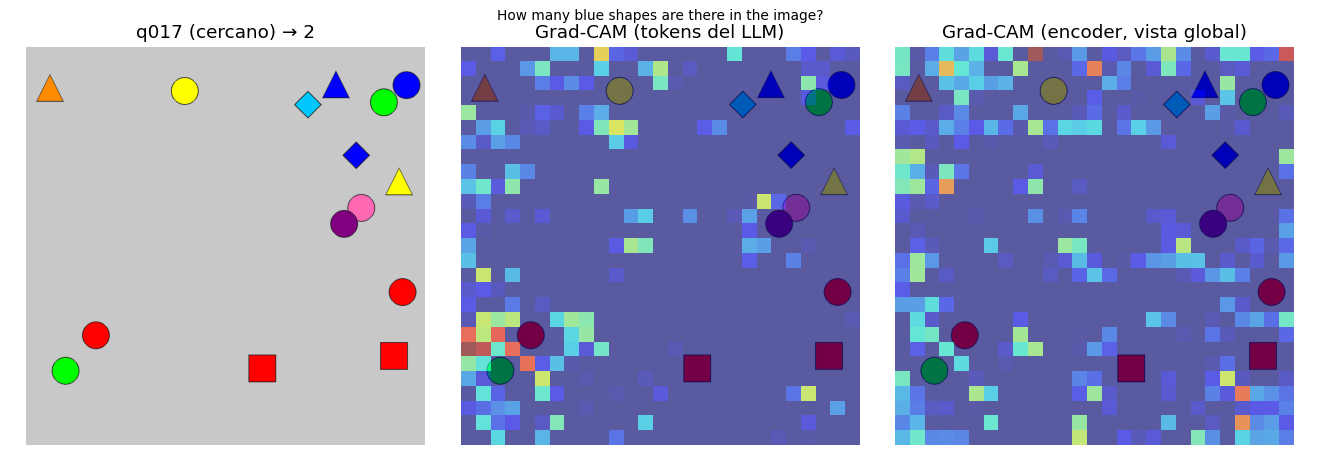 How many blue shapes are there in the image?
q017 (cercano) → 2
Grad-CAM (tokens del LLM)
Grad-CAM (encoder, vista global)